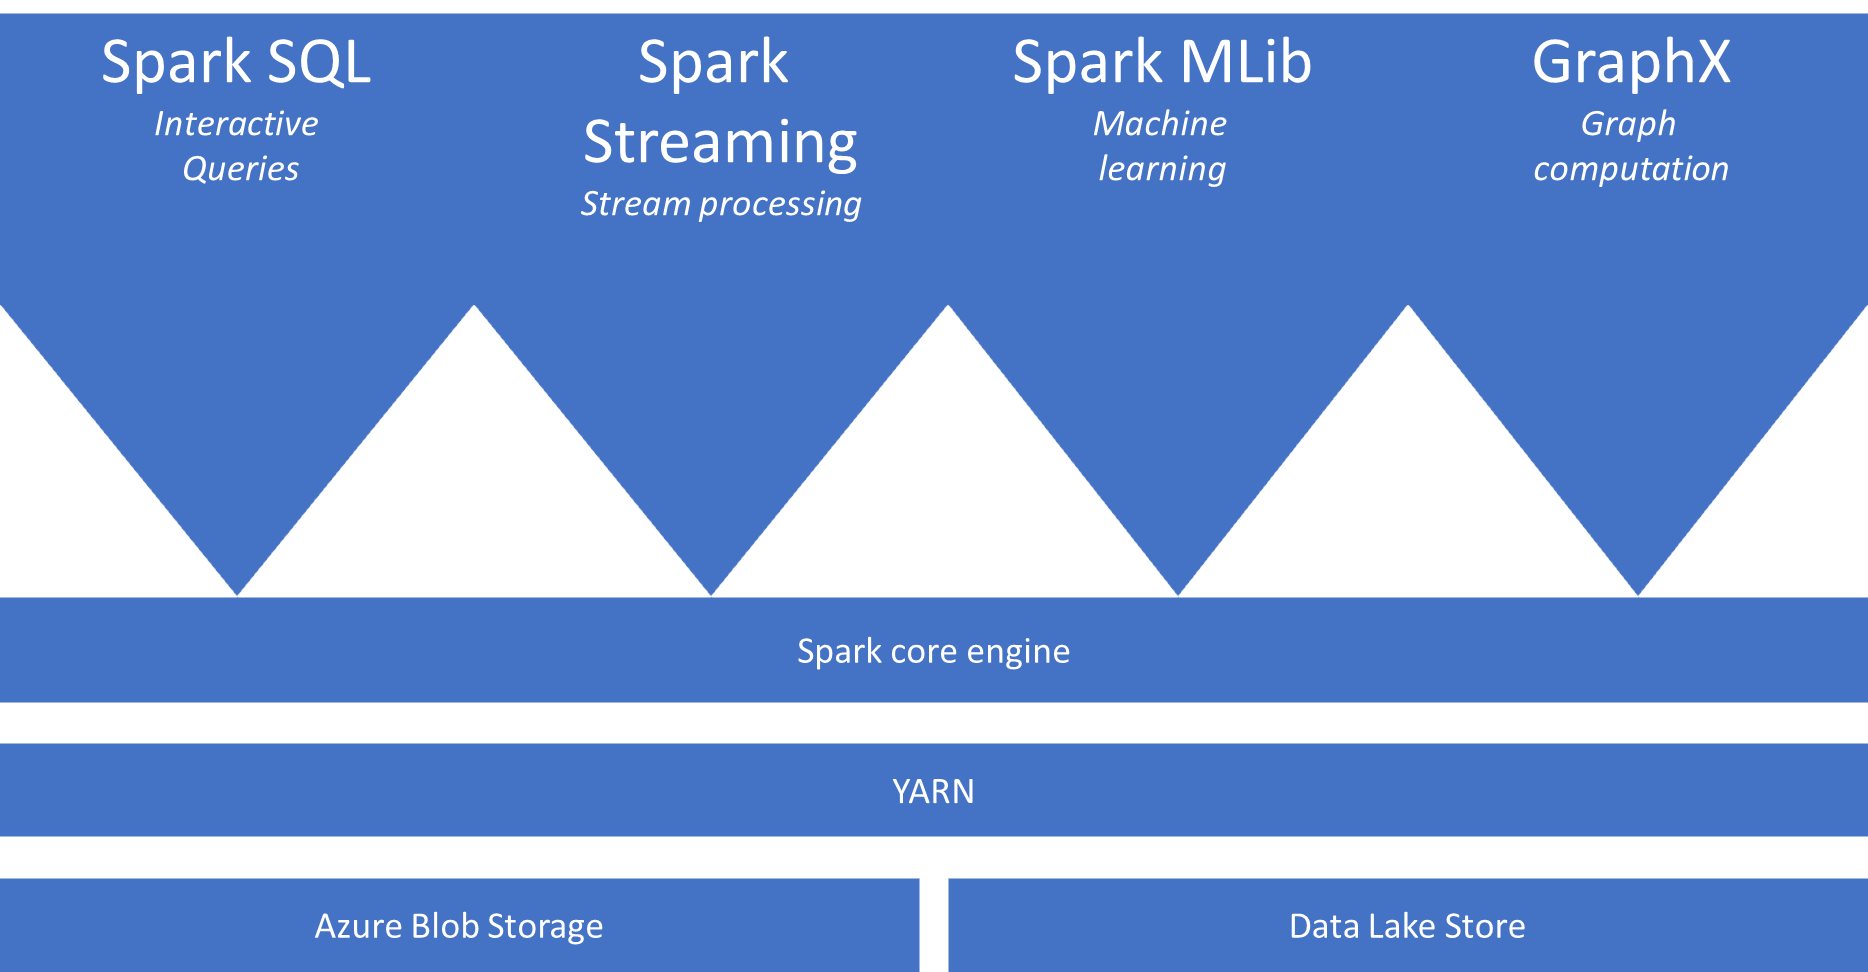 Spark SQL
Interactive
Queries
Spark
Streaming
Stream processing
Spark MLib
Machine
learning
GraphX
Graph
computation
Spark core engine
YARN
Azure Blob Storage
Data Lake Store